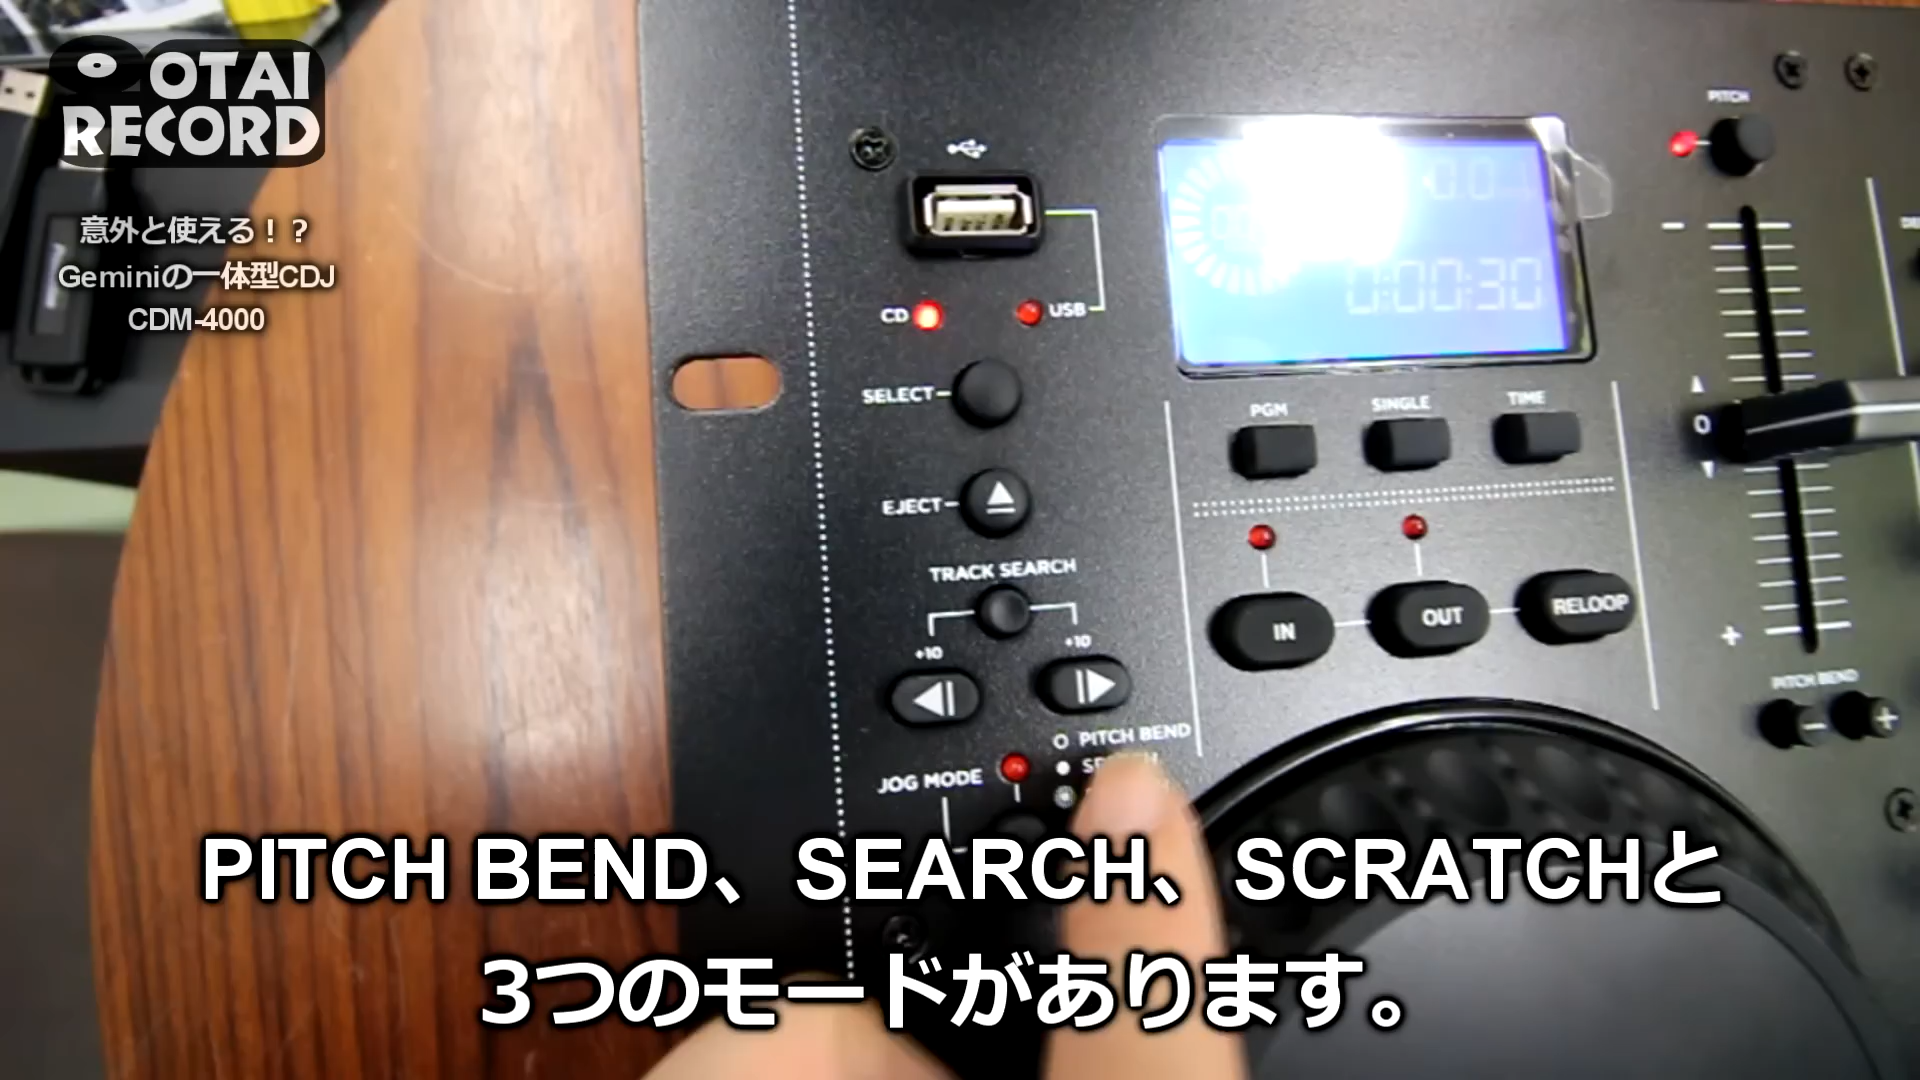 OTAI
RECORD
意外と使える！？
Geminiの一体型CDJ
CDM-4000
PITCH
CD
USB
0:00:30
SELECT
PGM
SINGLE
TIME
0
EJECT
TRACK SEARCH
+10
+10
IN
OUT
RELOOP
PITCH BEND
PITCH BEND
JOG MODE
PITCH BEND、SEARCH、SCRATCHと
3つのモードがあります。